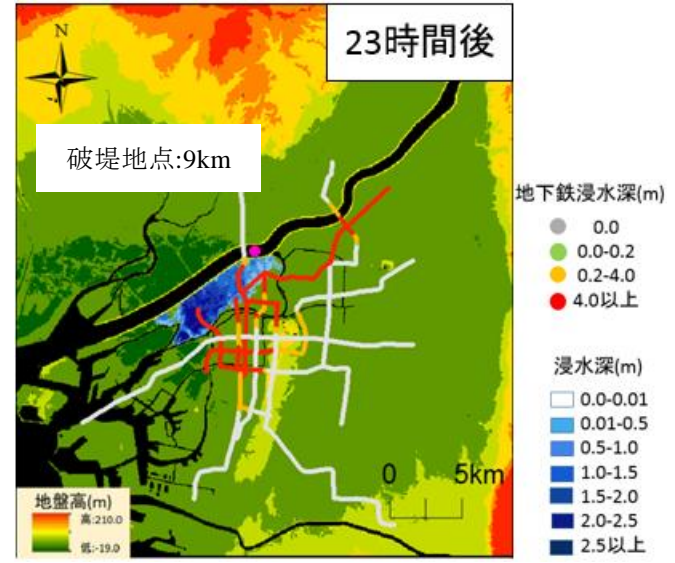 23時間後
N
破堤地点:9km
0 5km
地盤高(m)
高:210.0
低:-19.0
地下鉄浸水深(m)
0.0
0.0-0.2
0.2-4.0
4.0以上
浸水深(m)
0.0-0.01
0.01-0.5
0.5-1.0
1.0-1.5
1.5-2.0
2.0-2.5
2.5以上